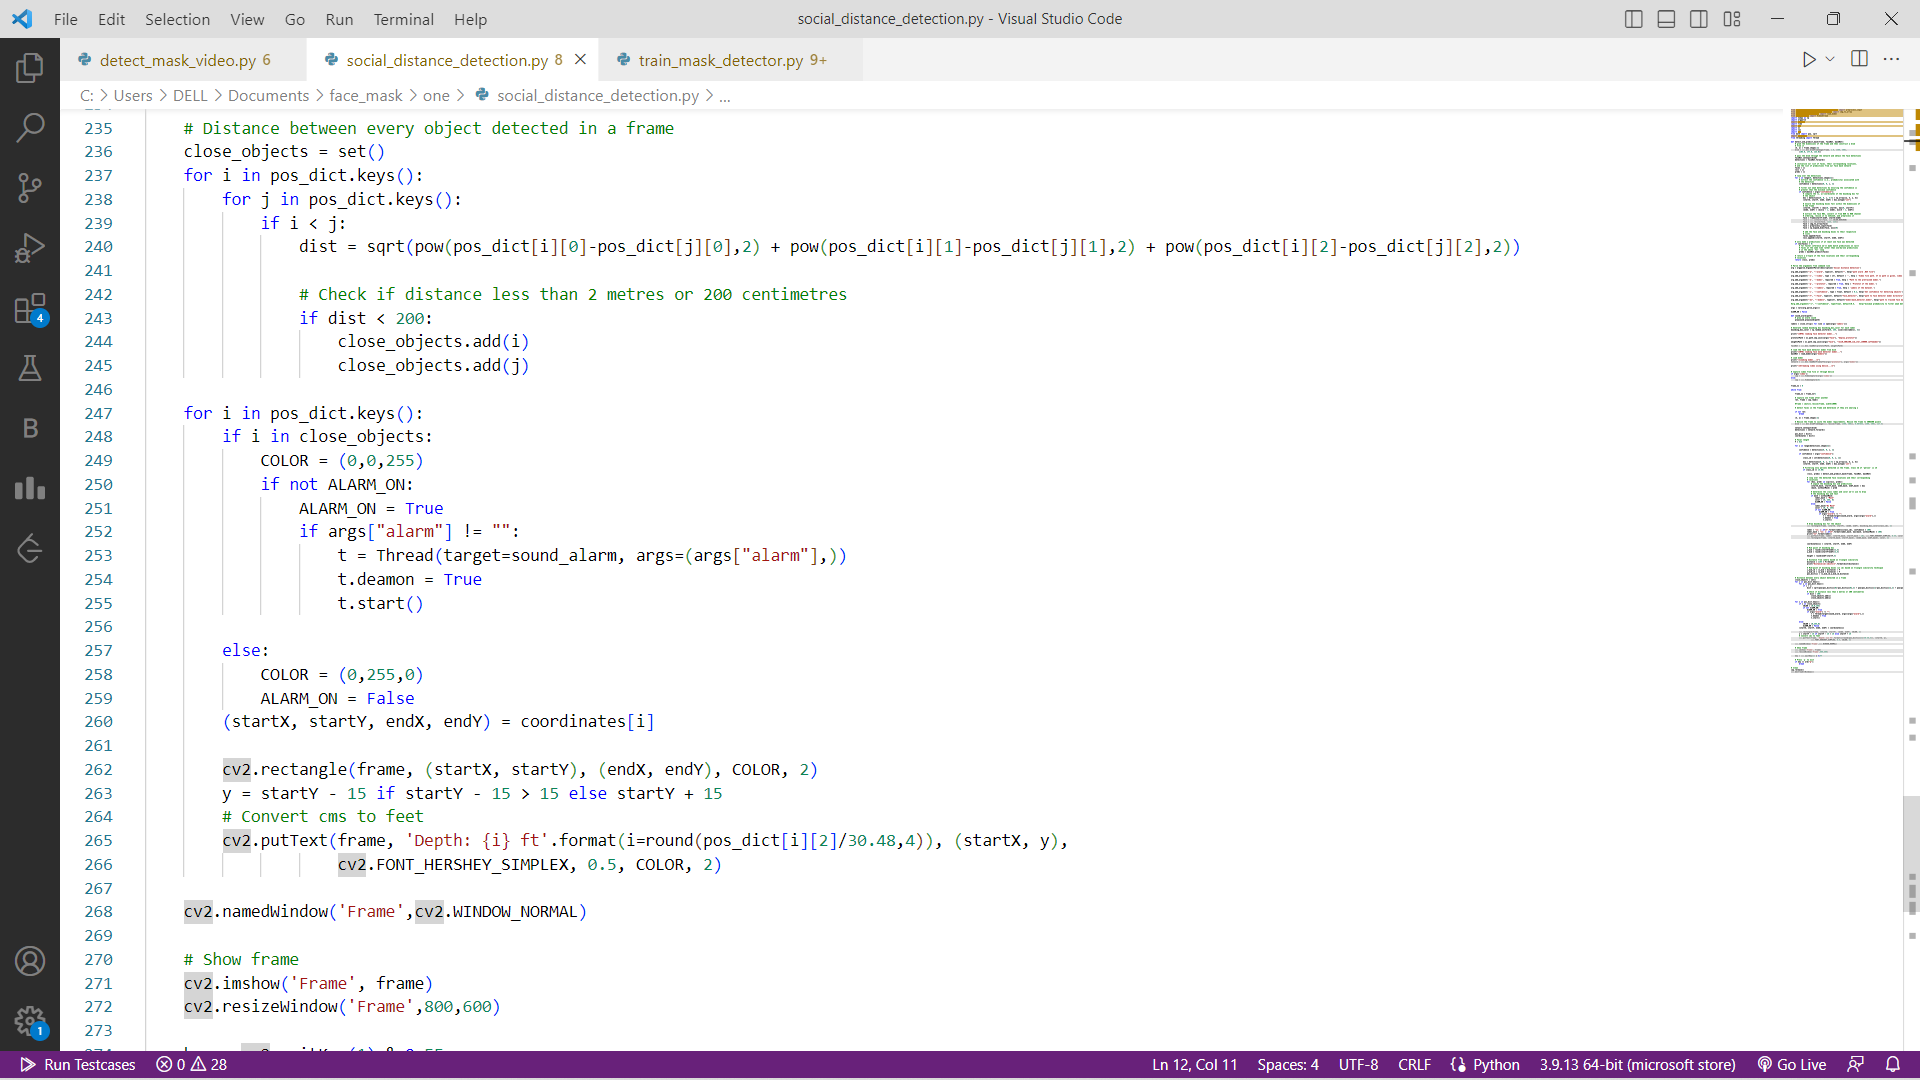 File Edit Selection View Go Run Terminal Help social_distance_detection.py - Visual Studio Code
detect_mask_video.py 6 social_distance_detection.py 8 train_mask_detector.py 9+
C: > Users > DELL > Documents > face_mask > one > social_distance_detection.py > ...
235 # Distance between every object detected in a frame
236 close_objects = set()
237 for i in pos_dict.keys():
238 for j in pos_dict.keys():
239 if i < j:
240 dist = sqrt(pow(pos_dict[i][0]-pos_dict[j][0],2) + pow(pos_dict[i][1]-pos_dict[j][1],2) + pow(pos_dict[i][2]-pos_dict[j][2],2))
241
242 # Check if distance less than 2 metres or 200 centimetres
243 if dist < 200:
244 close_objects.add(i)
245 close_objects.add(j)
246
247 for i in pos_dict.keys():
248 if i in close_objects:
249 COLOR = (0,0,255)
250 if not ALARM_ON:
251 ALARM_ON = True
252 if args["alarm"] != "":
253 t = Thread(target=sound_alarm, args=(args["alarm"],))
254 t.deamon = True
255 t.start()
256
257 else:
258 COLOR = (0,255,0)
259 ALARM_ON = False
260 (startX, startY, endX, endY) = coordinates[i]
261
262 cv2.rectangle(frame, (startX, startY), (endX, endY), COLOR, 2)
263 y = startY - 15 if startY - 15 > 15 else startY + 15
264 # Convert cms to feet
265 cv2.putText(frame, 'Depth: {i} ft'.format(i=round(pos_dict[i][2]/30.48,4)), (startX, y),
266 cv2.FONT_HERSHEY_SIMPLEX, 0.5, COLOR, 2)
267
268 cv2.namedWindow('Frame',cv2.WINDOW_NORMAL)
269
270 # Show frame
271 cv2.imshow('Frame', frame)
272 cv2.resizeWindow('Frame',800,600)
273
4
1
Run Testcases 0 28 Ln 12, Col 11 Spaces: 4 UTF-8 CRLF Python 3.9.13 64-bit (microsoft store) Go Live